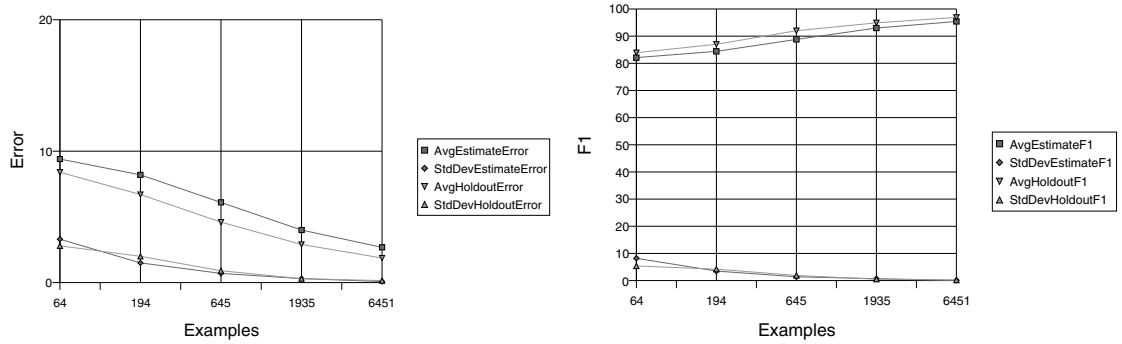 20
10
0
Error
64
194
645
1935
6451
Examples
AvgEstimateError
StdDevEstimateError
AvgHoldoutError
StdDevHoldoutError
100
90
80
70
60
50
40
30
20
10
0
F1
64
194
645
1935
6451
Examples
AvgEstimateF1
StdDevEstimateF1
AvgHoldoutF1
StdDevHoldoutF1